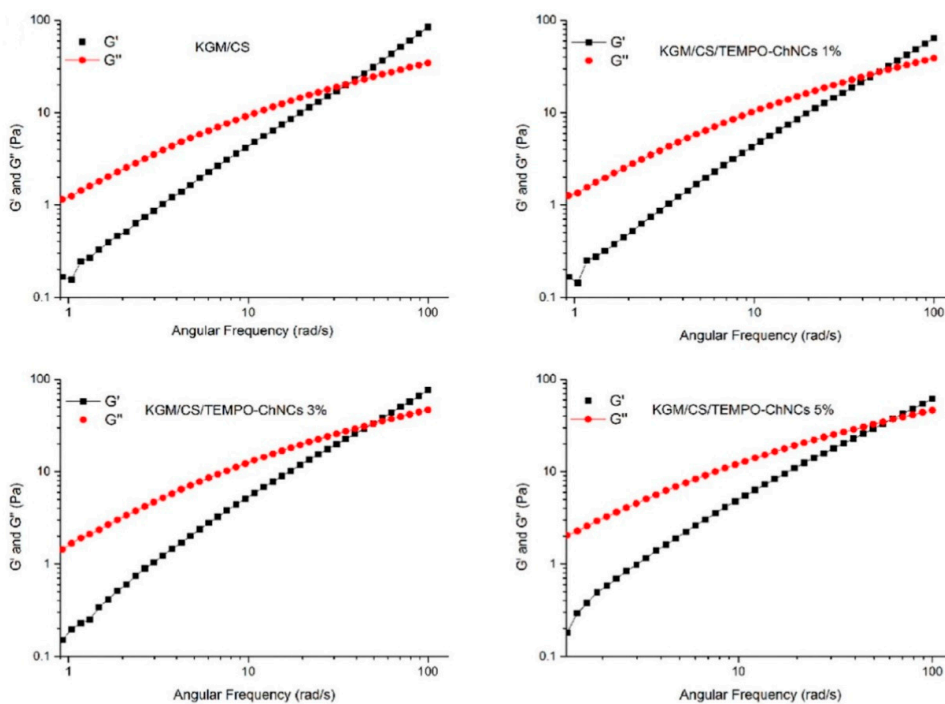 100
10
1
0.1
G' and G'' (Pa)
G'
G''
KGM/CS
1
10
100
Angular Frequency (rad/s)
100
10
1
0.1
G' and G'' (Pa)
G'
G''
KGM/CS/TEMPO-ChNCs 1%
1
10
100
Angular Frequency (rad/s)
100
10
1
0.1
G' and G'' (Pa)
G'
G''
KGM/CS/TEMPO-ChNCs 3%
1
10
100
Angular Frequency (rad/s)
100
10
1
0.1
G' and G'' (Pa)
G'
G''
KGM/CS/TEMPO-ChNCs 5%
10
100
Angular Frequency (rad/s)